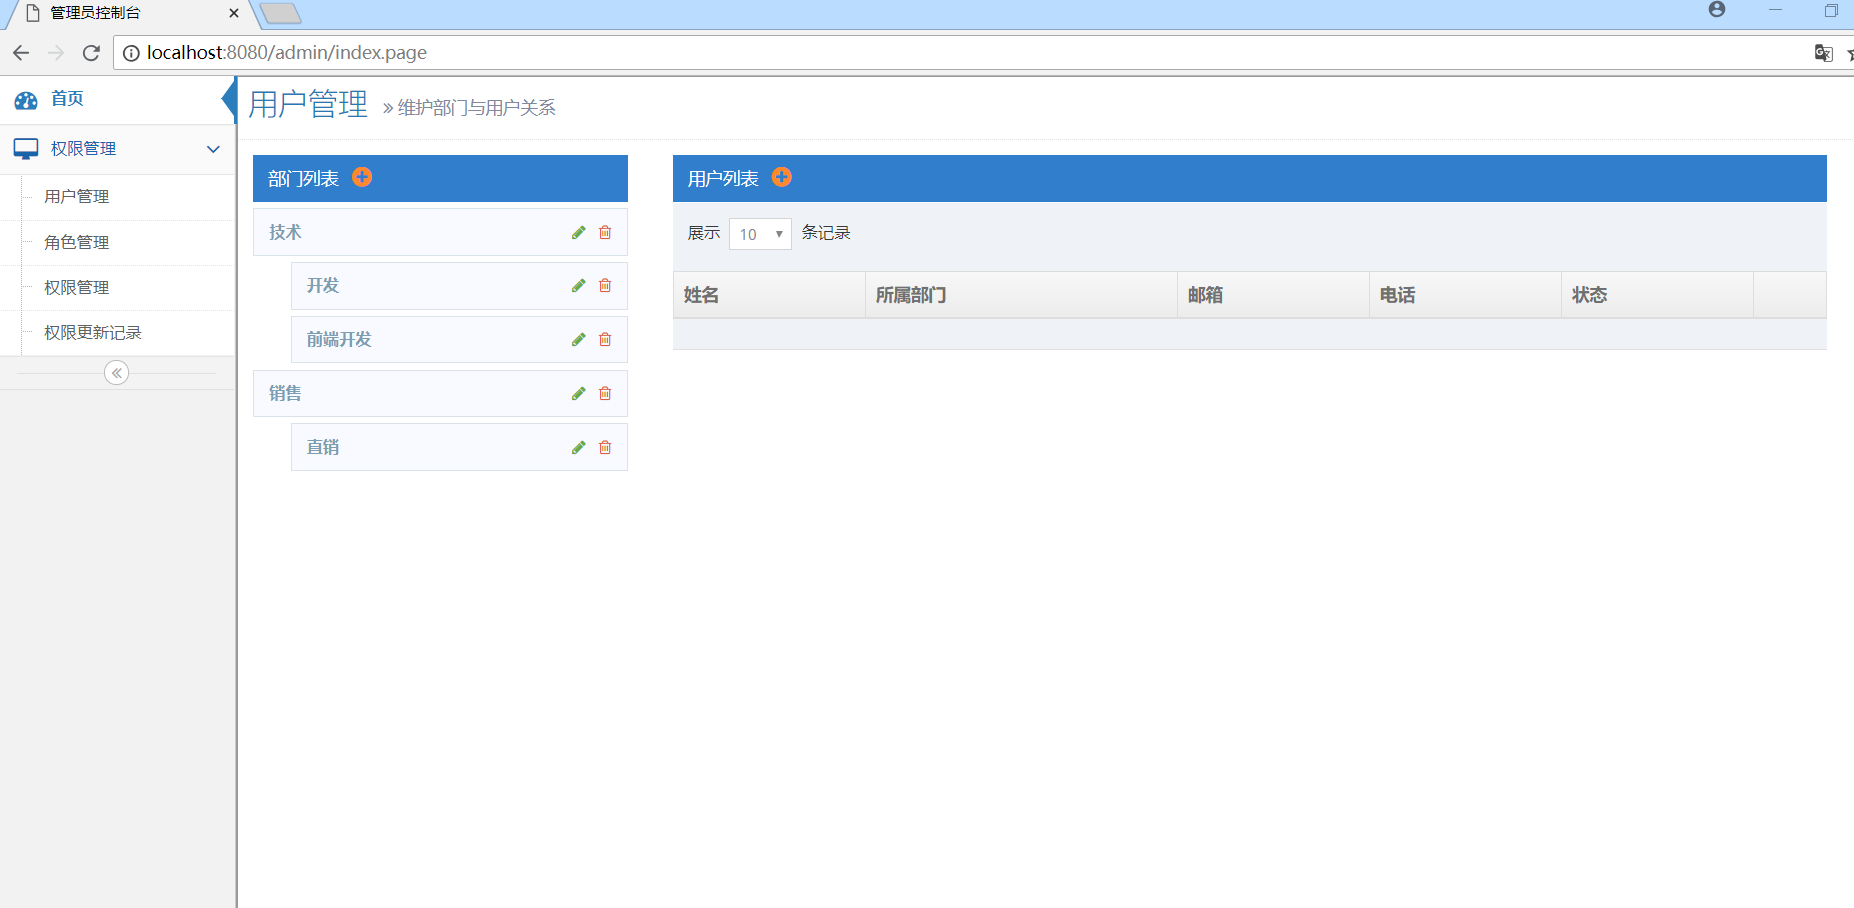 管理员控制台
localhost:8080/admin/index.page
首页
权限管理
用户管理
角色管理
权限管理
权限更新记录
用户管理 » 维护部门与用户关系
部门列表
技术
开发
前端开发
销售
直销
用户列表
展示 10 条记录
姓名 所属部门 邮箱 电话 状态